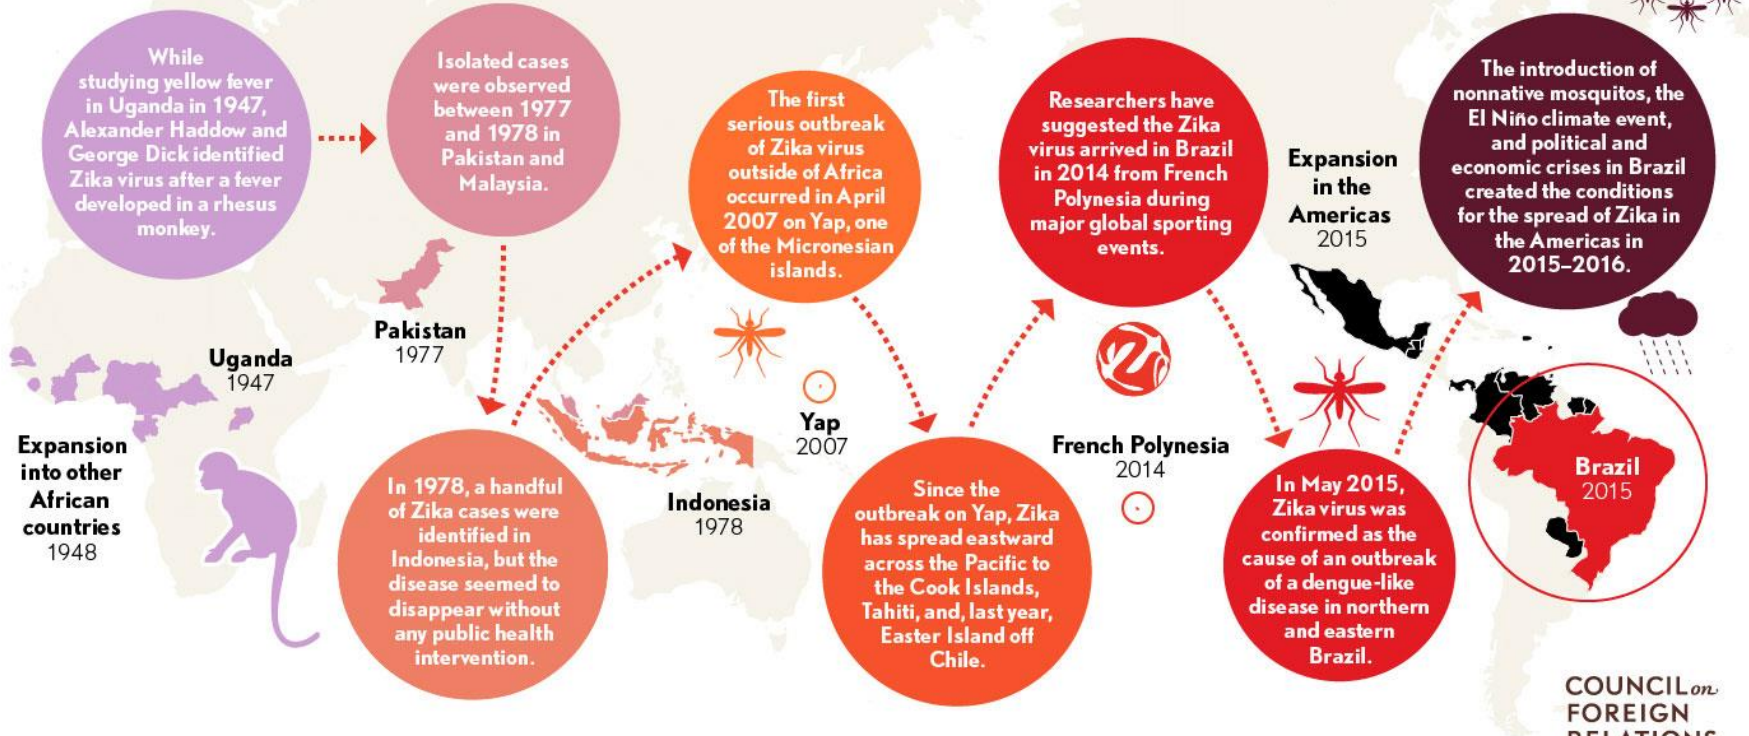 While
studying yellow fever
in Uganda in 1947,
Alexander Haddow and
George Dick identified
Zika virus after a fever
developed in a rhesus
monkey.
Isolated cases
were observed
between 1977
and 1978 in
Pakistan and
Malaysia.
The first
serious outbreak
of Zika virus
outside of Africa
occurred in April
2007 on Yap, one
of the Micronesian
islands.
Researchers have
suggested the Zika
virus arrived in Brazil
in 2014 from French
Polynesia during
major global sporting
events.
Expansion
in the
Americas
2015
The introduction of
nonnative mosquitos, the
El Niño climate event,
and political and
economic crises in Brazil
created the conditions
for the spread of Zika in
the Americas in
2015–2016.
Pakistan
1977
Uganda
1947
Expansion
into other
African
countries
1948
In 1978, a handful
of Zika cases were
identified in
Indonesia, but the
disease seemed to
disappear without
any public health
intervention.
Indonesia
1978
Yap
2007
Since the
outbreak on Yap, Zika
has spread eastward
across the Pacific to
the Cook Islands,
Tahiti, and, last year,
Easter Island off
Chile.
French Polynesia
2014
In May 2015,
Zika virus was
confirmed as the
cause of an outbreak
of a dengue-like
disease in northern
and eastern
Brazil.
Brazil
2015
COUNCIL on
FOREIGN
RELATIONS